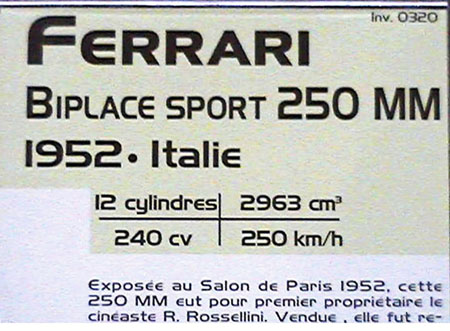 Inv. 0320
FERRARI
BIPLACE SPORT 250 MM
1952 • Italie
12 cylindres 2963 cm³
240 cv 250 km/h
Exposée au Salon de Paris 1952, cette
250 MM eut pour premier propriétaire le
cinéaste R. Rossellini. Vendue, elle fut re-